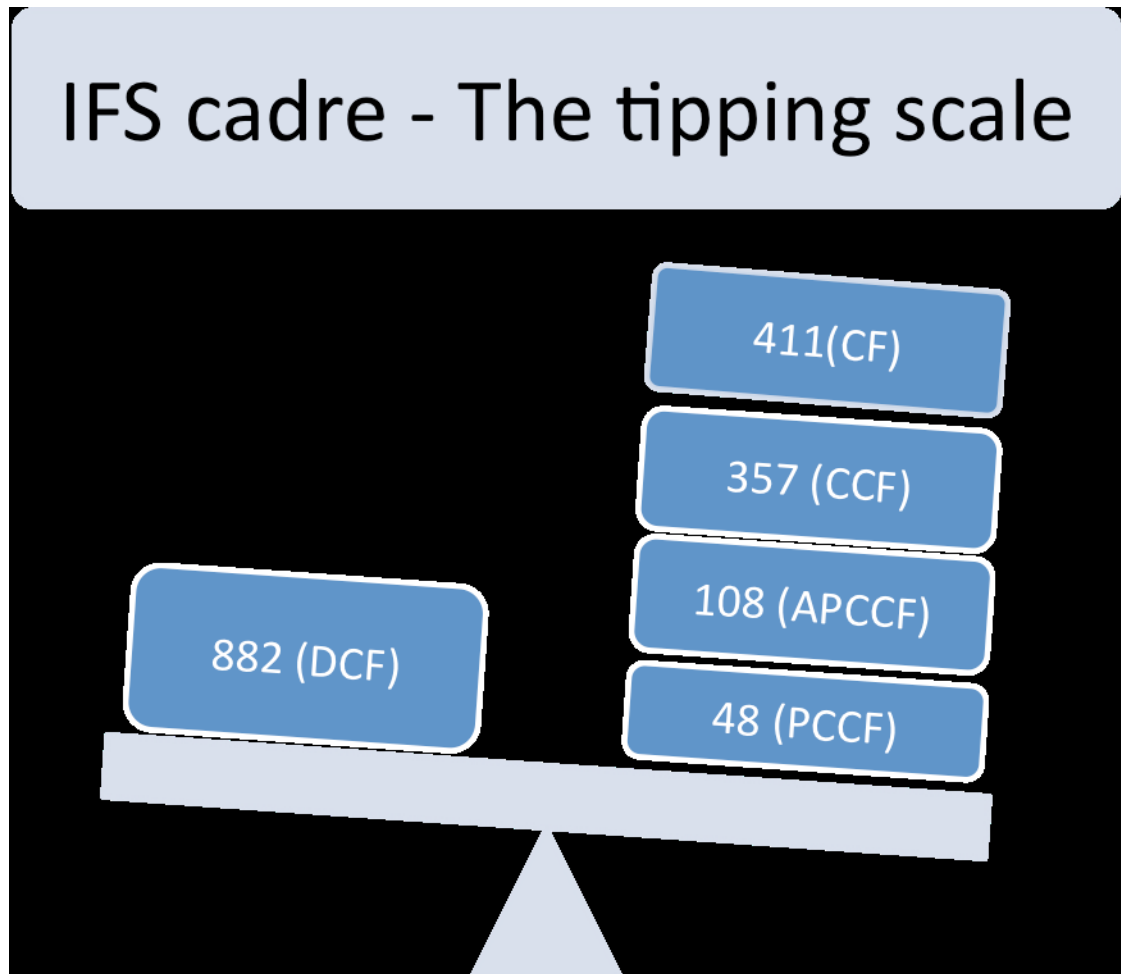 IFS cadre - The tipping scale
411(CF)
357 (CCF)
108 (APCCF)
882 (DCF)
48 (PCCF)